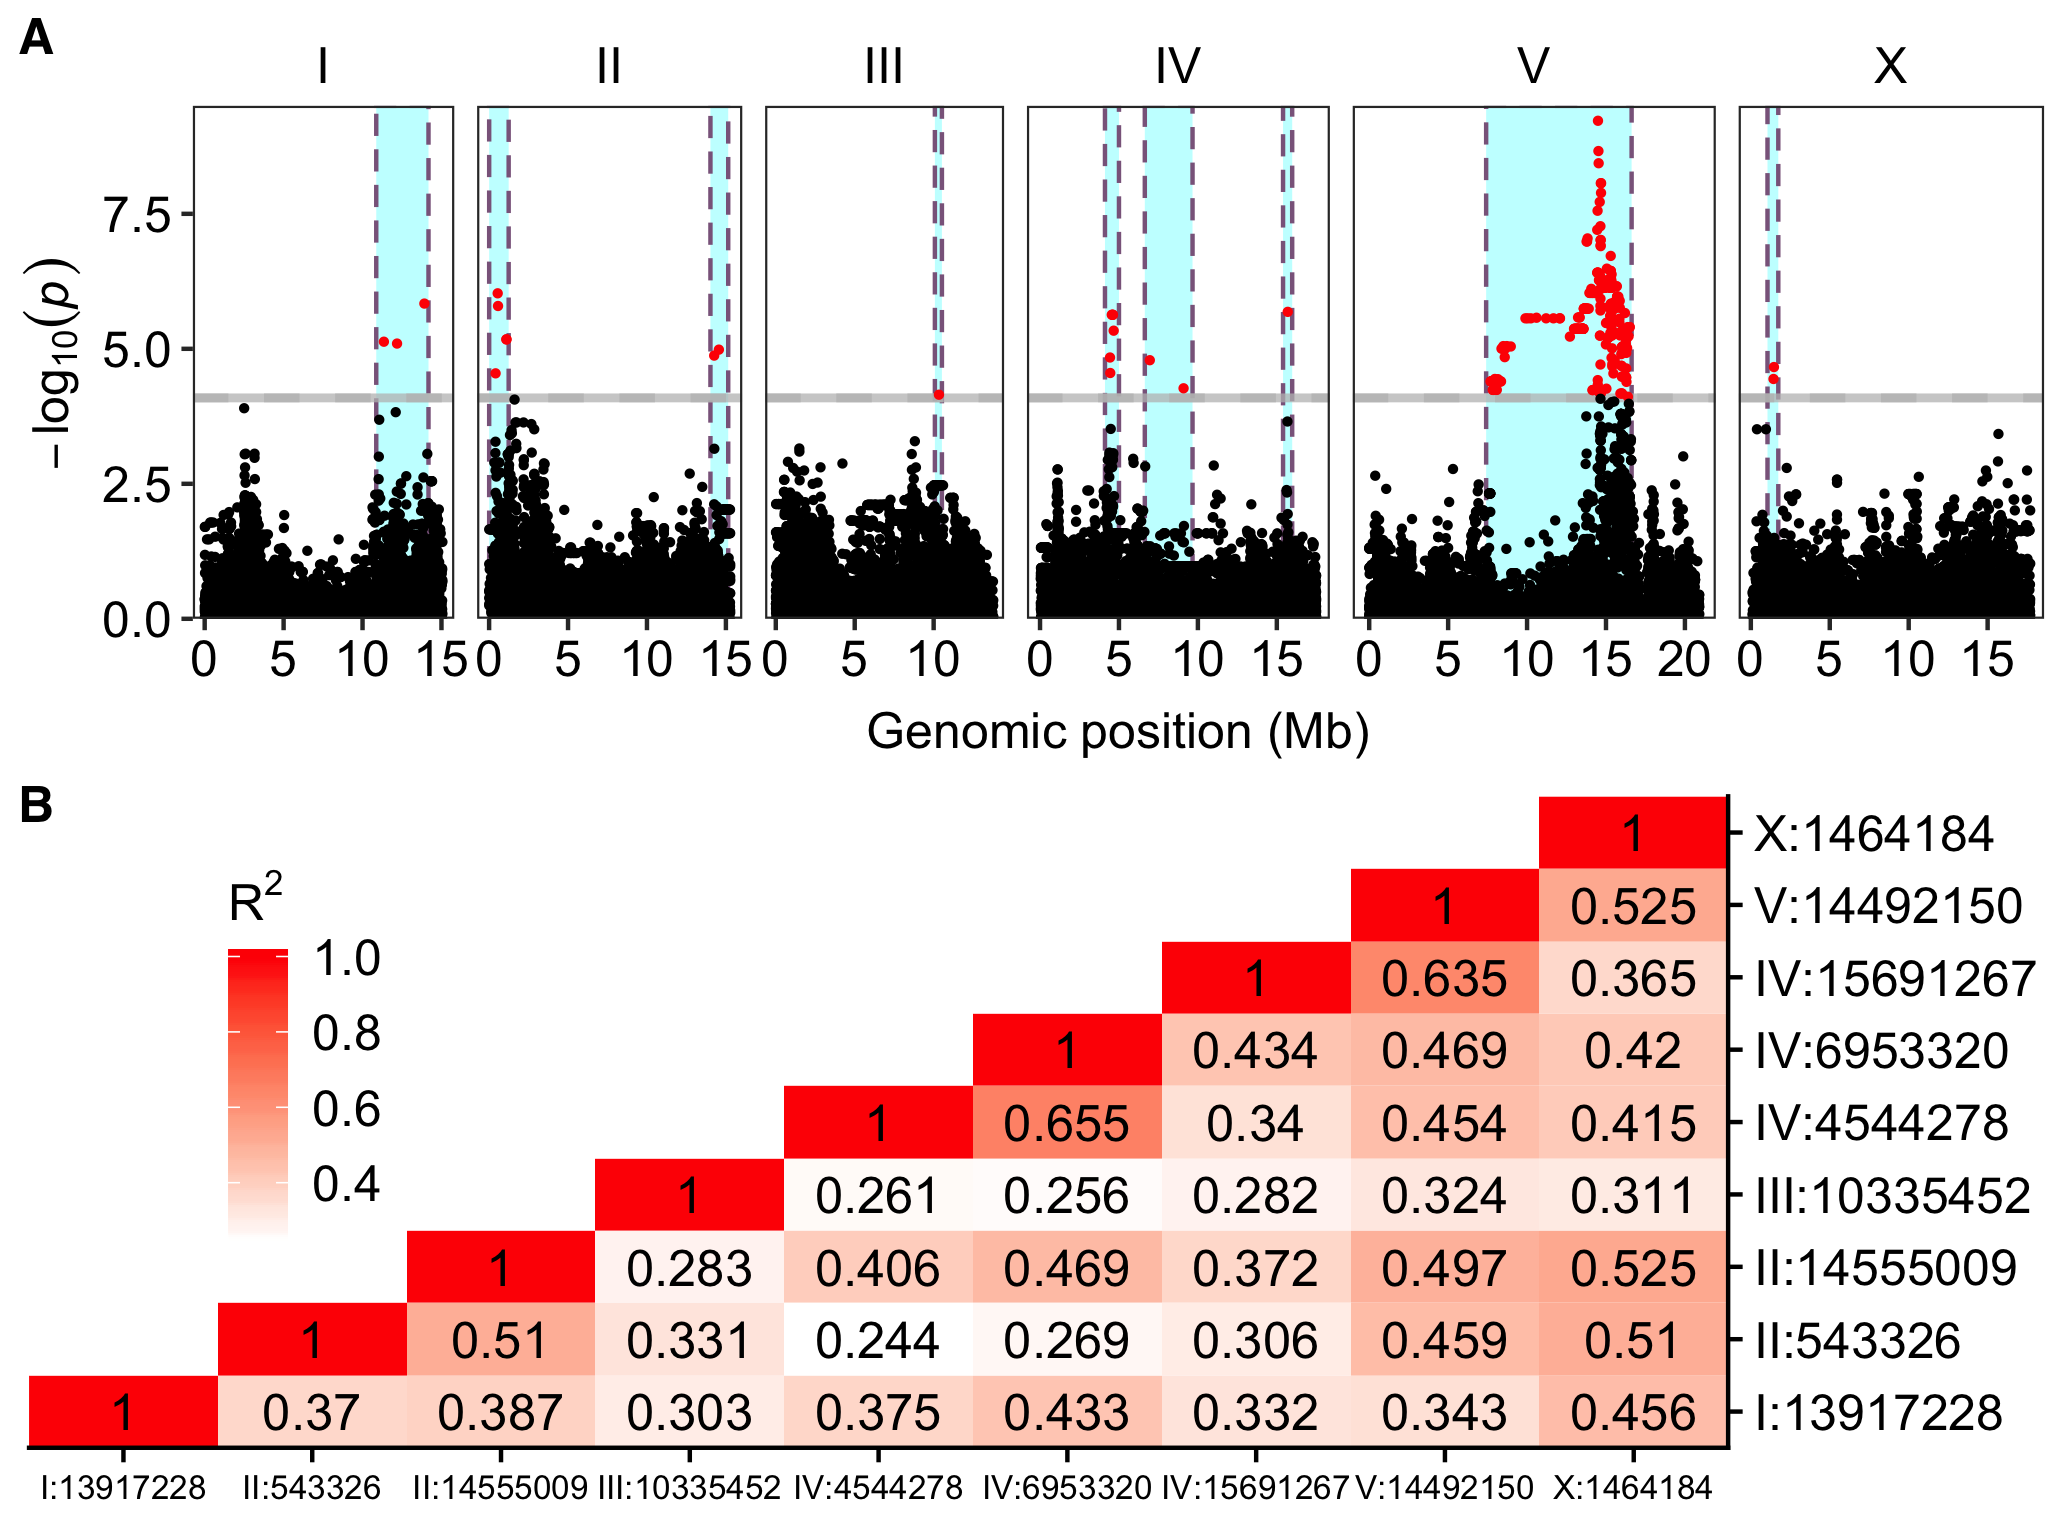 A
I II III IV V X
7.5
5.0
2.5
0.0
−log10(p)
0 5 10 15 0 5 10 15 0 5 10 0 5 10 15 0 5 10 15 20 0 5 10 15
Genomic position (Mb)
B
R2
1.0
0.8
0.6
0.4
1 X:1464184
1 0.525 V:14492150
1 0.635 0.365 IV:15691267
1 0.434 0.469 0.42 IV:6953320
1 0.655 0.34 0.454 0.415 IV:4544278
1 0.261 0.256 0.282 0.324 0.311 III:10335452
1 0.283 0.406 0.469 0.372 0.497 0.525 II:14555009
1 0.51 0.331 0.244 0.269 0.306 0.459 0.51 II:543326
1 0.37 0.387 0.303 0.375 0.433 0.332 0.343 0.456 I:13917228
I:13917228 II:543326 II:14555009 III:10335452 IV:4544278 IV:6953320 IV:15691267 V:14492150 X:1464184